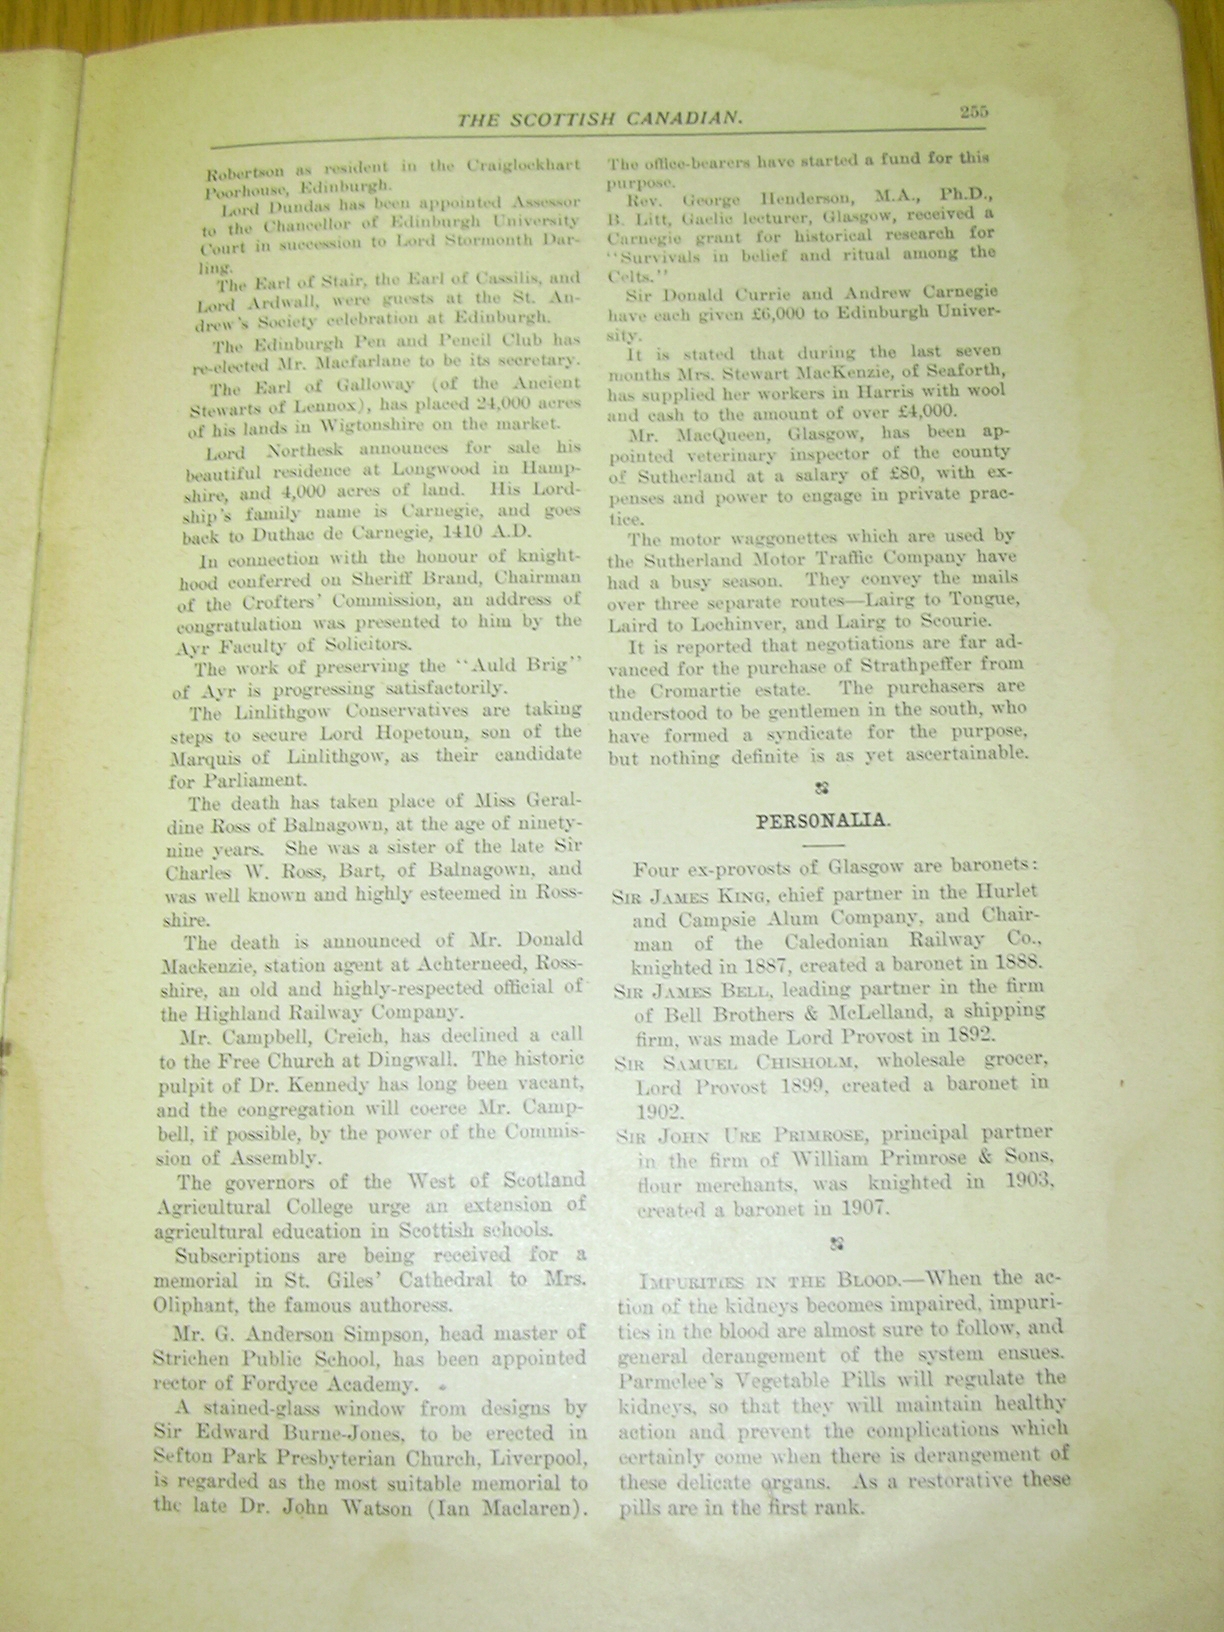 THE SCOTTISH CANADIAN.
255
Robertson as resident in the Craiglockhart
Poorhouse, Edinburgh.
Lord Dundas has been appointed Assessor
to the Chancellor of Edinburgh University
Court in succession to Lord Stormonth Dar-
ling.
The Earl of Stair, the Earl of Cassilis, and
Lord Ardwall, were guests at the St. An-
drew's Society celebration at Edinburgh.
The Edinburgh Pen and Pencil Club has
re-elected Mr. Macfarlane to be its secretary.
The Earl of Galloway (of the Ancient
Stewarts of Lennox), has placed 24,000 acres
of his lands in Wigtonshire on the market.
Lord Northesk announces for sale his
beautiful residence at Longwood in Hamp-
shire, and 4,000 acres of land. His Lord-
ship's family name is Carnegie, and goes
back to Duthac de Carnegie, 1410 A.D.
In connection with the honour of knight-
hood conferred on Sheriff Brand, Chairman
of the Crofters' Commission, an address of
congratulation was presented to him by the
Ayr Faculty of Solicitors.
The work of preserving the "Auld Brig"
of Ayr is progressing satisfactorily.
The Linlithgow Conservatives are taking
steps to secure Lord Hopetoun, son of the
Marquis of Linlithgow, as their candidate
for Parliament.
The death has taken place of Miss Geral-
dine Ross of Balnagown, at the age of ninety-
nine years. She was a sister of the late Sir
Charles W. Ross, Bart, of Balnagown, and
was well known and highly esteemed in Ross-
shire.
The death is announced of Mr. Donald
Mackenzie, station agent at Achterneed, Ross-
shire, an old and highly-respected official of
the Highland Railway Company.
Mr. Campbell, Creich, has declined a call
to the Free Church at Dingwall. The historic
pulpit of Dr. Kennedy has long been vacant,
and the congregation will coerce Mr. Camp-
bell, if possible, by the power of the Commis-
sion of Assembly.
The governors of the West of Scotland
Agricultural College urge an extension of
agricultural education in Scottish schools.
Subscriptions are being received for a
memorial in St. Giles' Cathedral to Mrs.
Oliphant, the famous authoress.
Mr. G. Anderson Simpson, head master of
Strichen Public School, has been appointed
rector of Fordyce Academy.
A stained-glass window from designs by
Sir Edward Burne-Jones, to be erected in
Sefton Park Presbyterian Church, Liverpool,
is regarded as the most suitable memorial to
the late Dr. John Watson (Ian Maclaren).
The office-bearers have started a fund for this
purpose.
Rev. George Henderson, M.A., Ph.D.,
B. Litt, Gaelic lecturer, Glasgow, received a
Carnegie grant for historical research for
"Survivals in belief and ritual among the
Celts."
Sir Donald Currie and Andrew Carnegie
have each given £6,000 to Edinburgh Univer-
sity.
It is stated that during the last seven
months Mrs. Stewart MacKenzie, of Seaforth,
has supplied her workers in Harris with wool
and cash to the amount of over £4,000.
Mr. MacQueen, Glasgow, has been ap-
pointed veterinary inspector of the county
of Sutherland at a salary of £80, with ex-
penses and power to engage in private prac-
tice.
The motor waggonettes which are used by
the Sutherland Motor Traffic Company have
had a busy season. They convey the mails
over three separate routes—Lairg to Tongue,
Laird to Lochinver, and Lairg to Scourie.
It is reported that negotiations are far ad-
vanced for the purchase of Strathpeffer from
the Cromartie estate. The purchasers are
understood to be gentlemen in the south, who
have formed a syndicate for the purpose,
but nothing definite is as yet ascertainable.
PERSONALIA.
Four ex-provosts of Glasgow are baronets:
SIR JAMES KING, chief partner in the Hurlet
and Campsie Alum Company, and Chair-
man of the Caledonian Railway Co.,
knighted in 1887, created a baronet in 1888.
SIR JAMES BELL, leading partner in the firm
of Bell Brothers & McLelland, a shipping
firm, was made Lord Provost in 1892.
SIR SAMUEL CHISHOLM, wholesale grocer,
Lord Provost 1899, created a baronet in
1902.
SIR JOHN URE PRIMROSE, principal partner
in the firm of William Primrose & Sons,
flour merchants, was knighted in 1903,
created a baronet in 1907.
IMPURITIES IN THE BLOOD.—When the ac-
tion of the kidneys becomes impaired, impuri-
ties in the blood are almost sure to follow, and
general derangement of the system ensues.
Parmelee's Vegetable Pills will regulate the
kidneys, so that they will maintain healthy
action and prevent the complications which
certainly come when there is derangement of
these delicate organs. As a restorative these
pills are in the first rank.